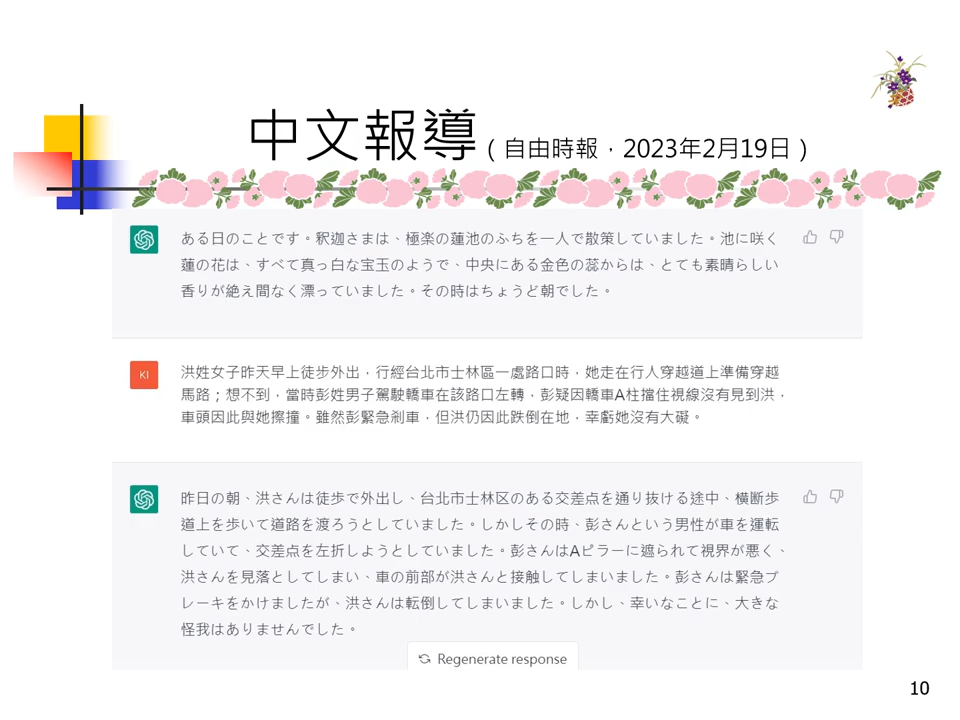 中文報導（自由時報，2023年2月19日）
ある日のことです。釈迦さまは、極楽の蓮池のふちを一人で散策していました。池に咲く
蓮の花は、すべて真っ白な宝玉のようで、中央にある金色の蕊からは、とても素晴らしい
香りが絶え間なく漂っていました。その時はちょうど朝でした。
KI
洪姓女子昨天早上徒步外出，行經台北市士林區一處路口時，她走在行人穿越道上準備穿越
馬路；想不到，當時彭姓男子駕駛轎車在該路口左轉，彭疑因轎車A柱擋住視線沒有見到洪，
車頭因此與她擦撞。雖然彭緊急剎車，但洪仍因此跌倒在地，幸虧她沒有大礙。
昨日の朝、洪さんは徒歩で外出し、台北市士林区のある交差点を通り抜ける途中、横断歩
道上を歩いて道路を渡ろうとしていました。しかしその時、彭さんという男性が車を運転
していて、交差点を左折しようとしていました。彭さんはAピラーに遮られて視界が悪く、
洪さんを見落としてしまい、車の前部が洪さんと接触してしまいました。彭さんは緊急ブ
レーキをかけましたが、洪さんは転倒してしまいました。しかし、幸いなことに、大きな
怪我はありませんでした。
Regenerate response
10